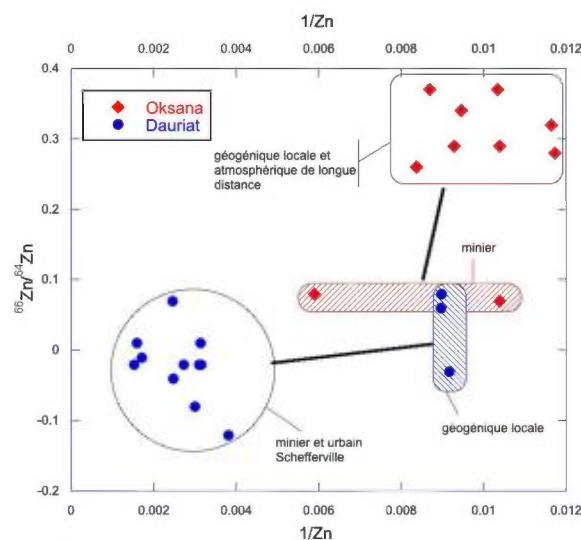 1/Zn
0 0.002 0.004 0.006 0.008 0.01 0.012
0.4
Oksana
Dauriat
0.3
géogénique locale et
atmosphérique de longue
distance
0.2
minier
0.1
⁶⁶Zn/⁶⁴Zn
0
-0.1
minier et urbain
Schefferville
géogénique locale
-0.2
0 0.002 0.004 0.006 0.008 0.01 0.012
1/Zn